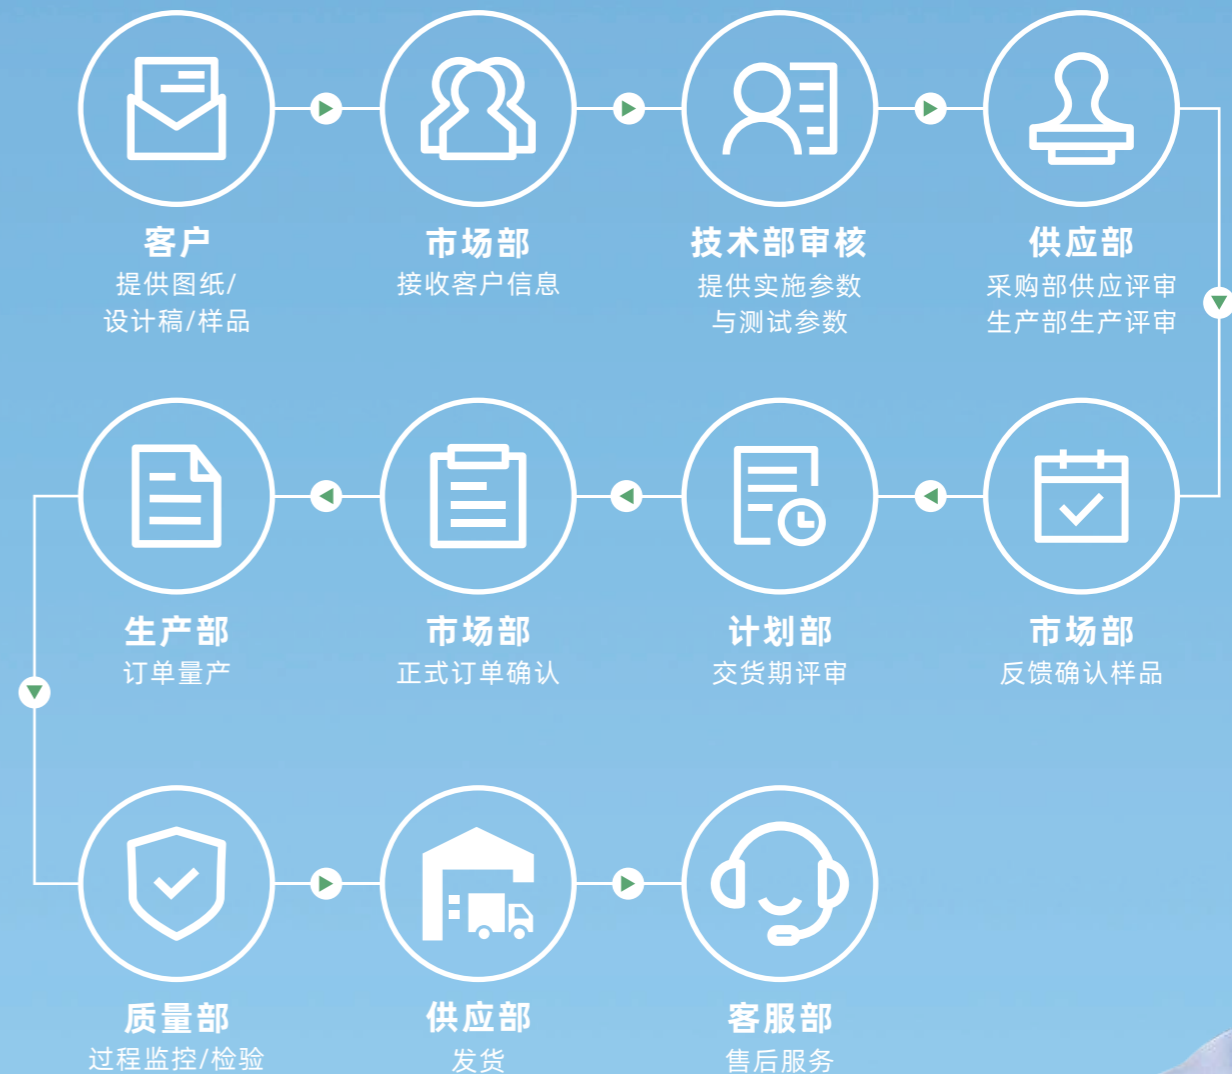 客户
提供图纸/
设计稿/样品
市场部
接收客户信息
技术部审核
提供实施参数
与测试参数
供应部
采购部供应评审
生产部生产评审
生产部
订单量产
市场部
正式订单确认
计划部
交货期评审
市场部
反馈确认样品
质量部
过程监控/检验
供应部
发货
客服部
售后服务